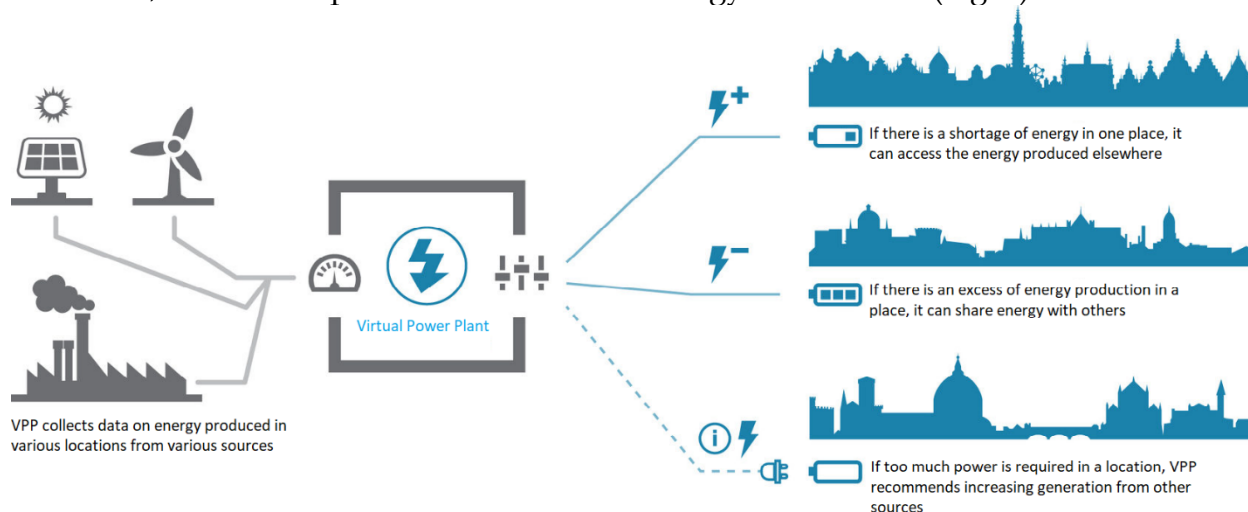 VPP collects data on energy produced in
various locations from various sources
Virtual Power Plant
If there is a shortage of energy in one place, it
can access the energy produced elsewhere
If there is an excess of energy production in a
place, it can share energy with others
If too much power is required in a location, VPP
recommends increasing generation from other
sources